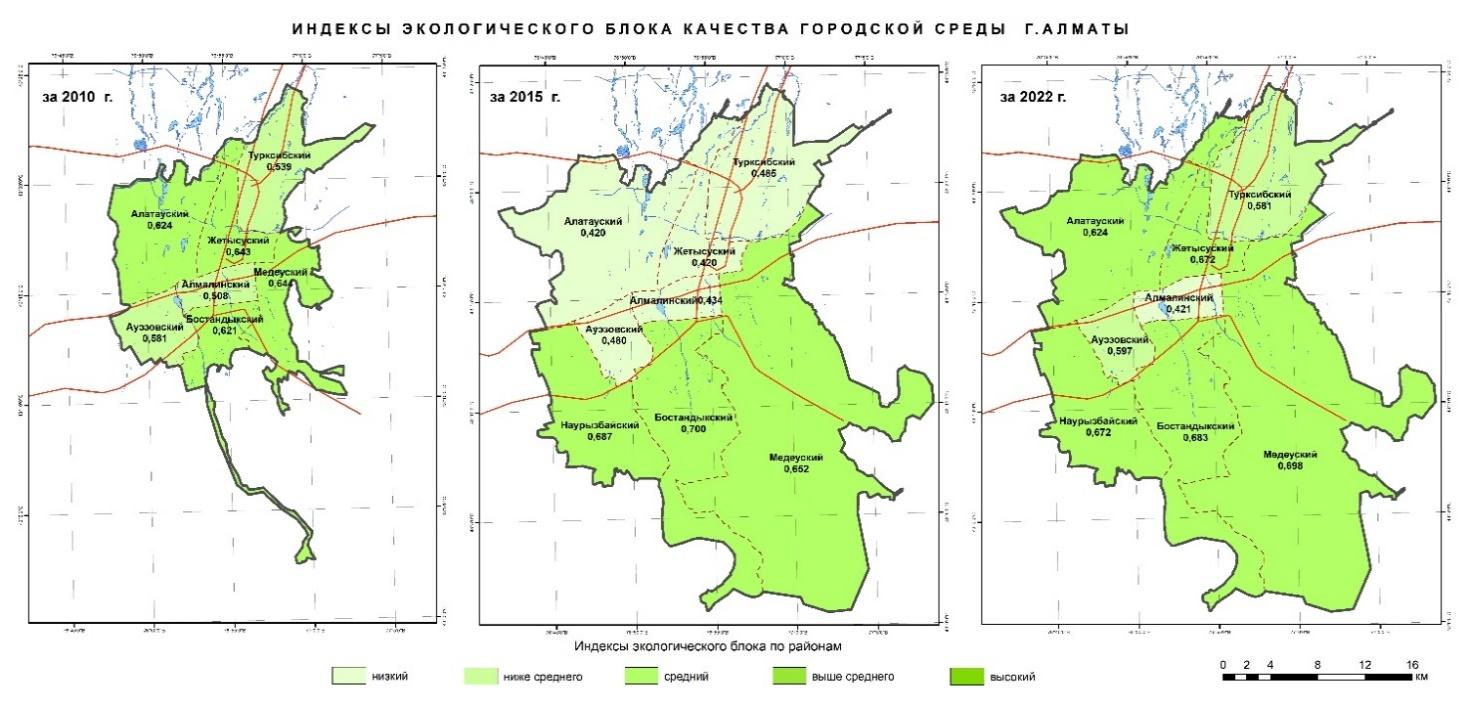 ИНДЕКСЫ ЭКОЛОГИЧЕСКОГО БЛОКА КАЧЕСТВА ГОРОДСКОЙ СРЕДЫ Г.АЛМАТЫ
за 2010 г.
Турксибский
0,539
Алатауский
0,624
Жетысуский
0,643
Медеуский
0,644
Алмалинский
0,508
Бостандыкский
0,621
Ауэзовский
0,581
за 2015 г.
Турксибский
0,485
Алатауский
0,420
Жетысуский
0,420
Алмалинский 0,434
Ауэзовский
0,480
Бостандыкский
0,700
Наурызбайский
0,687
Медеуский
0,652
за 2022 г.
Турксибский
0,581
Алатауский
0,624
Жетысуский
0,672
Алмалинский
0,421
Ауэзовский
0,597
Наурызбайский
0,672
Бостандыкский
0,683
Медеуский
0,698
Индексы экологического блока по районам
низкий
ниже среднего
средний
выше среднего
высокий
0 2 4 8 12 16
км